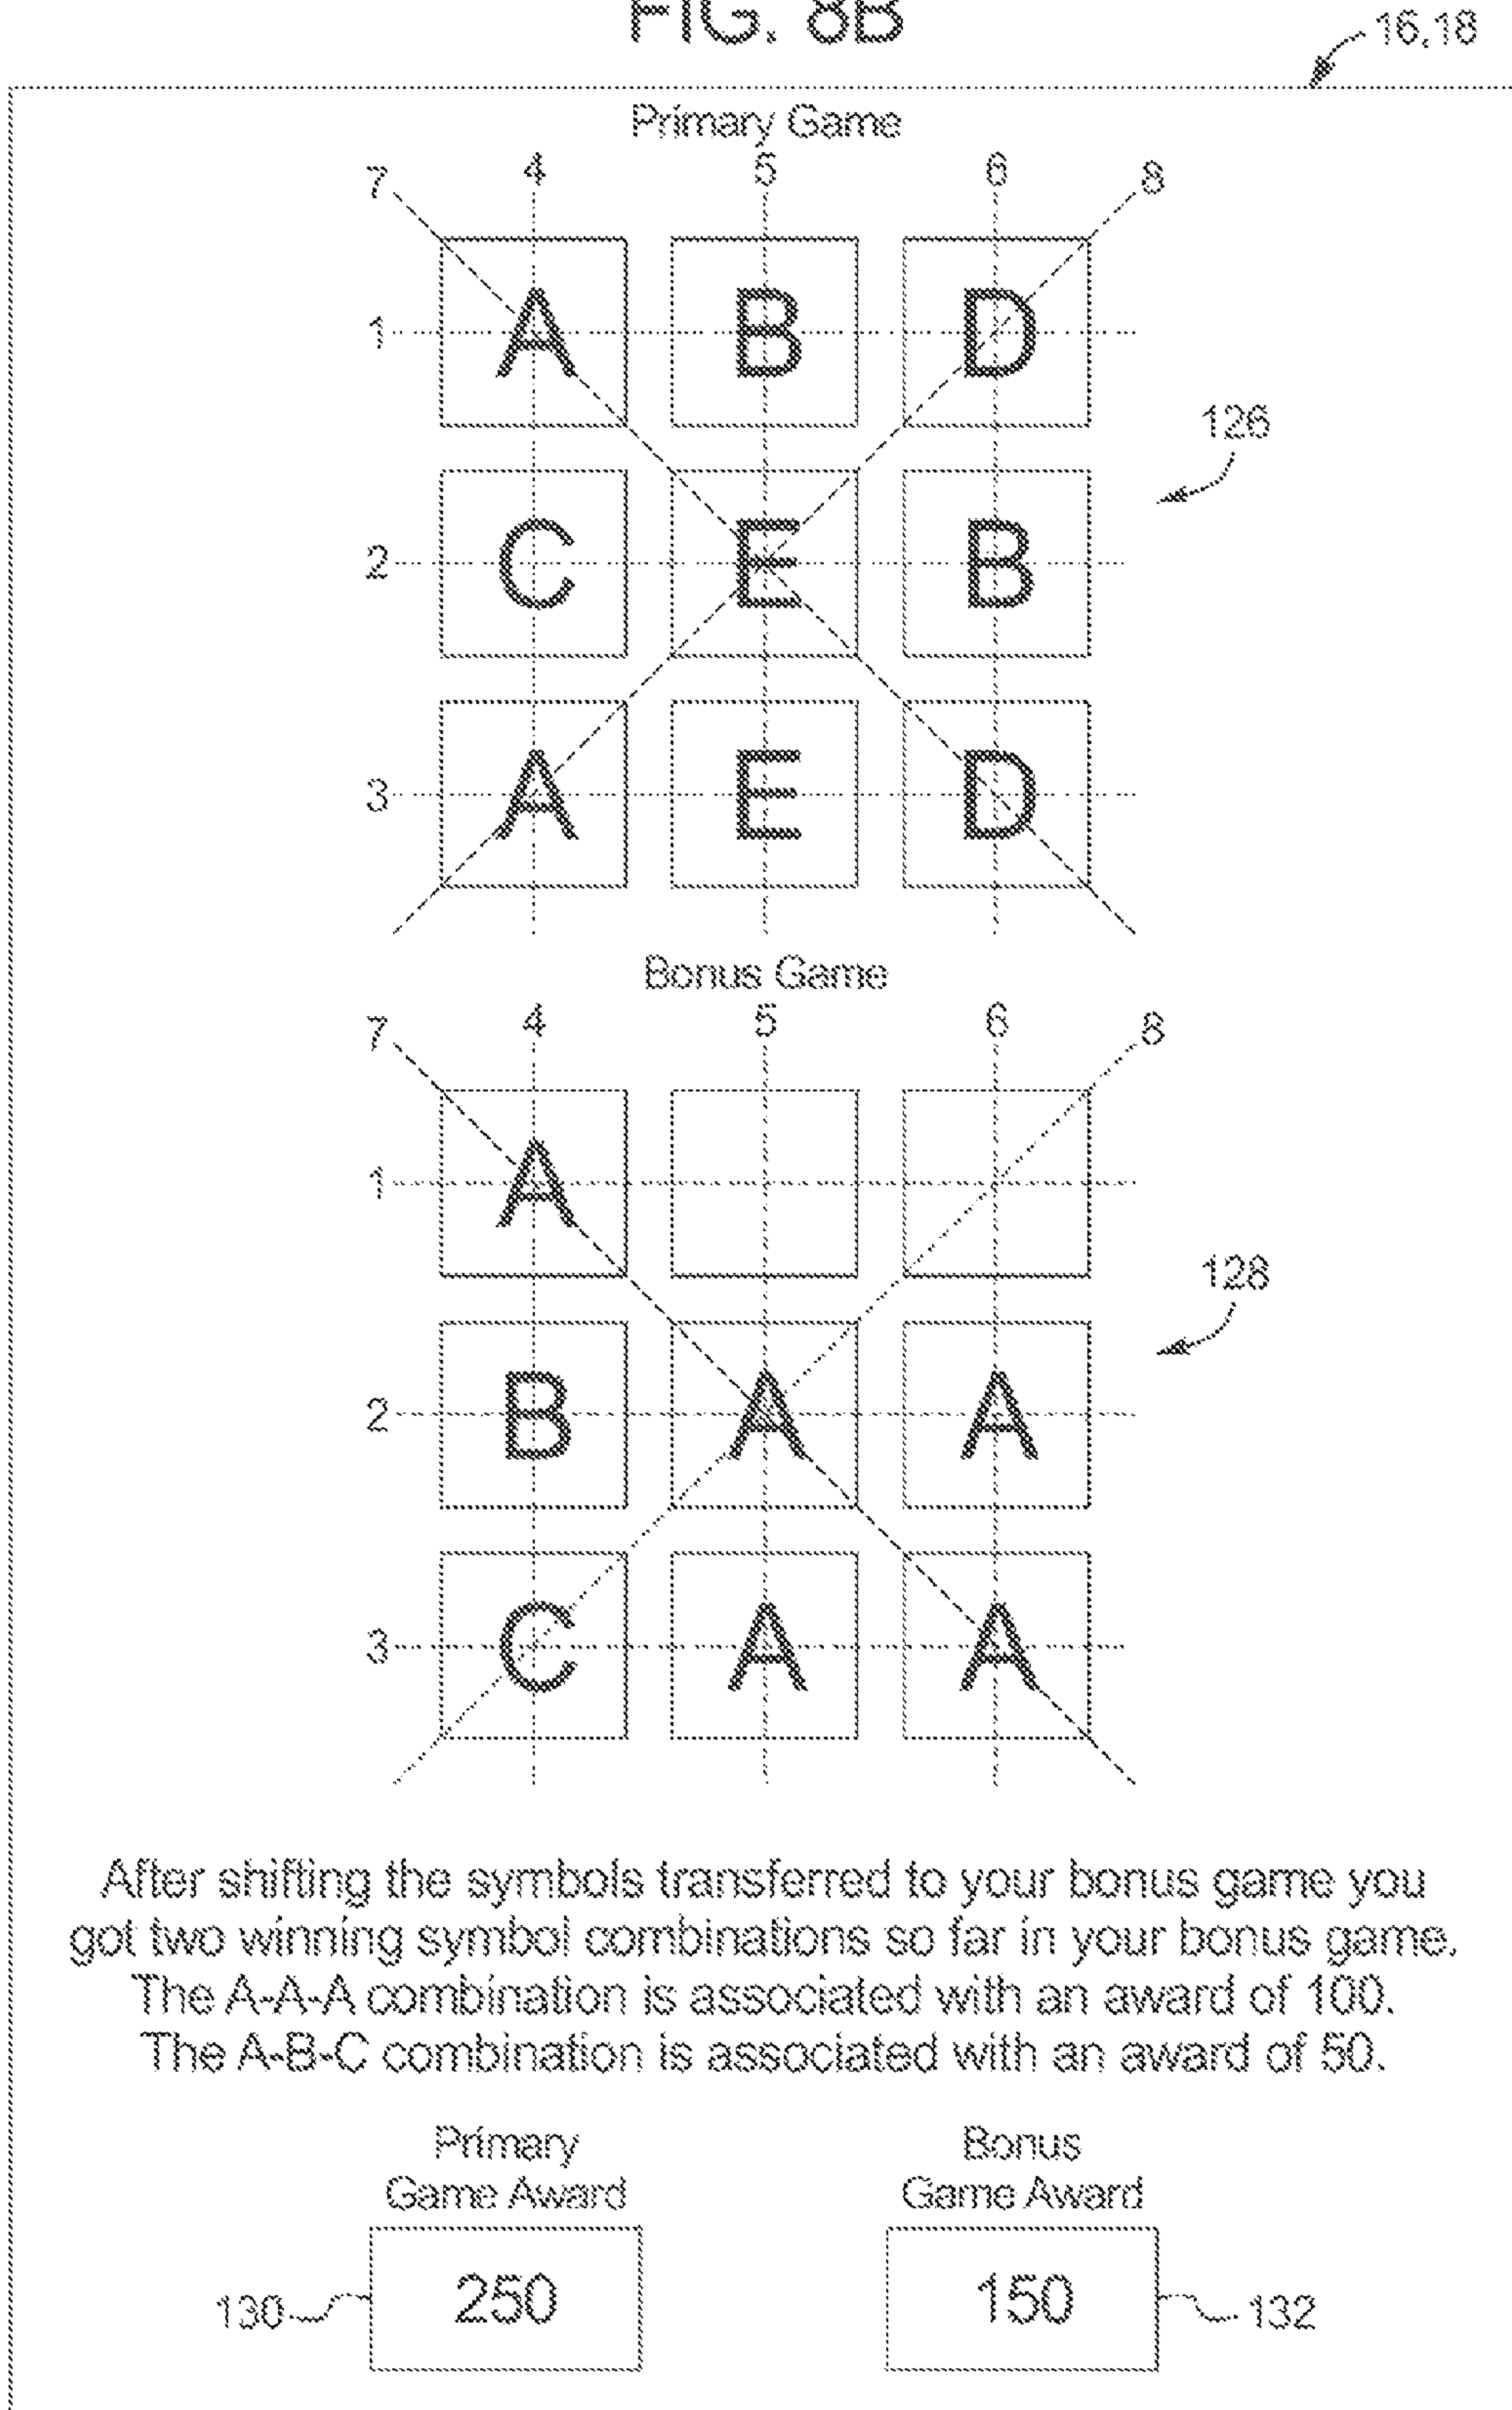 FIG. 8B
16,18
Primary Game
7 4 5 6 8
1 A B D
126
2 C E B
3 A E D
Bonus Game
7 4 5 6 8
1 A
128
2 B A A
3 C A A
After shifting the symbols transferred to your bonus game you
got two winning symbol combinations so far in your bonus game.
The A-A-A combination is associated with an award of 100.
The A-B-C combination is associated with an award of 50.
Primary Bonus
Game Award Game Award
130 250 150 132